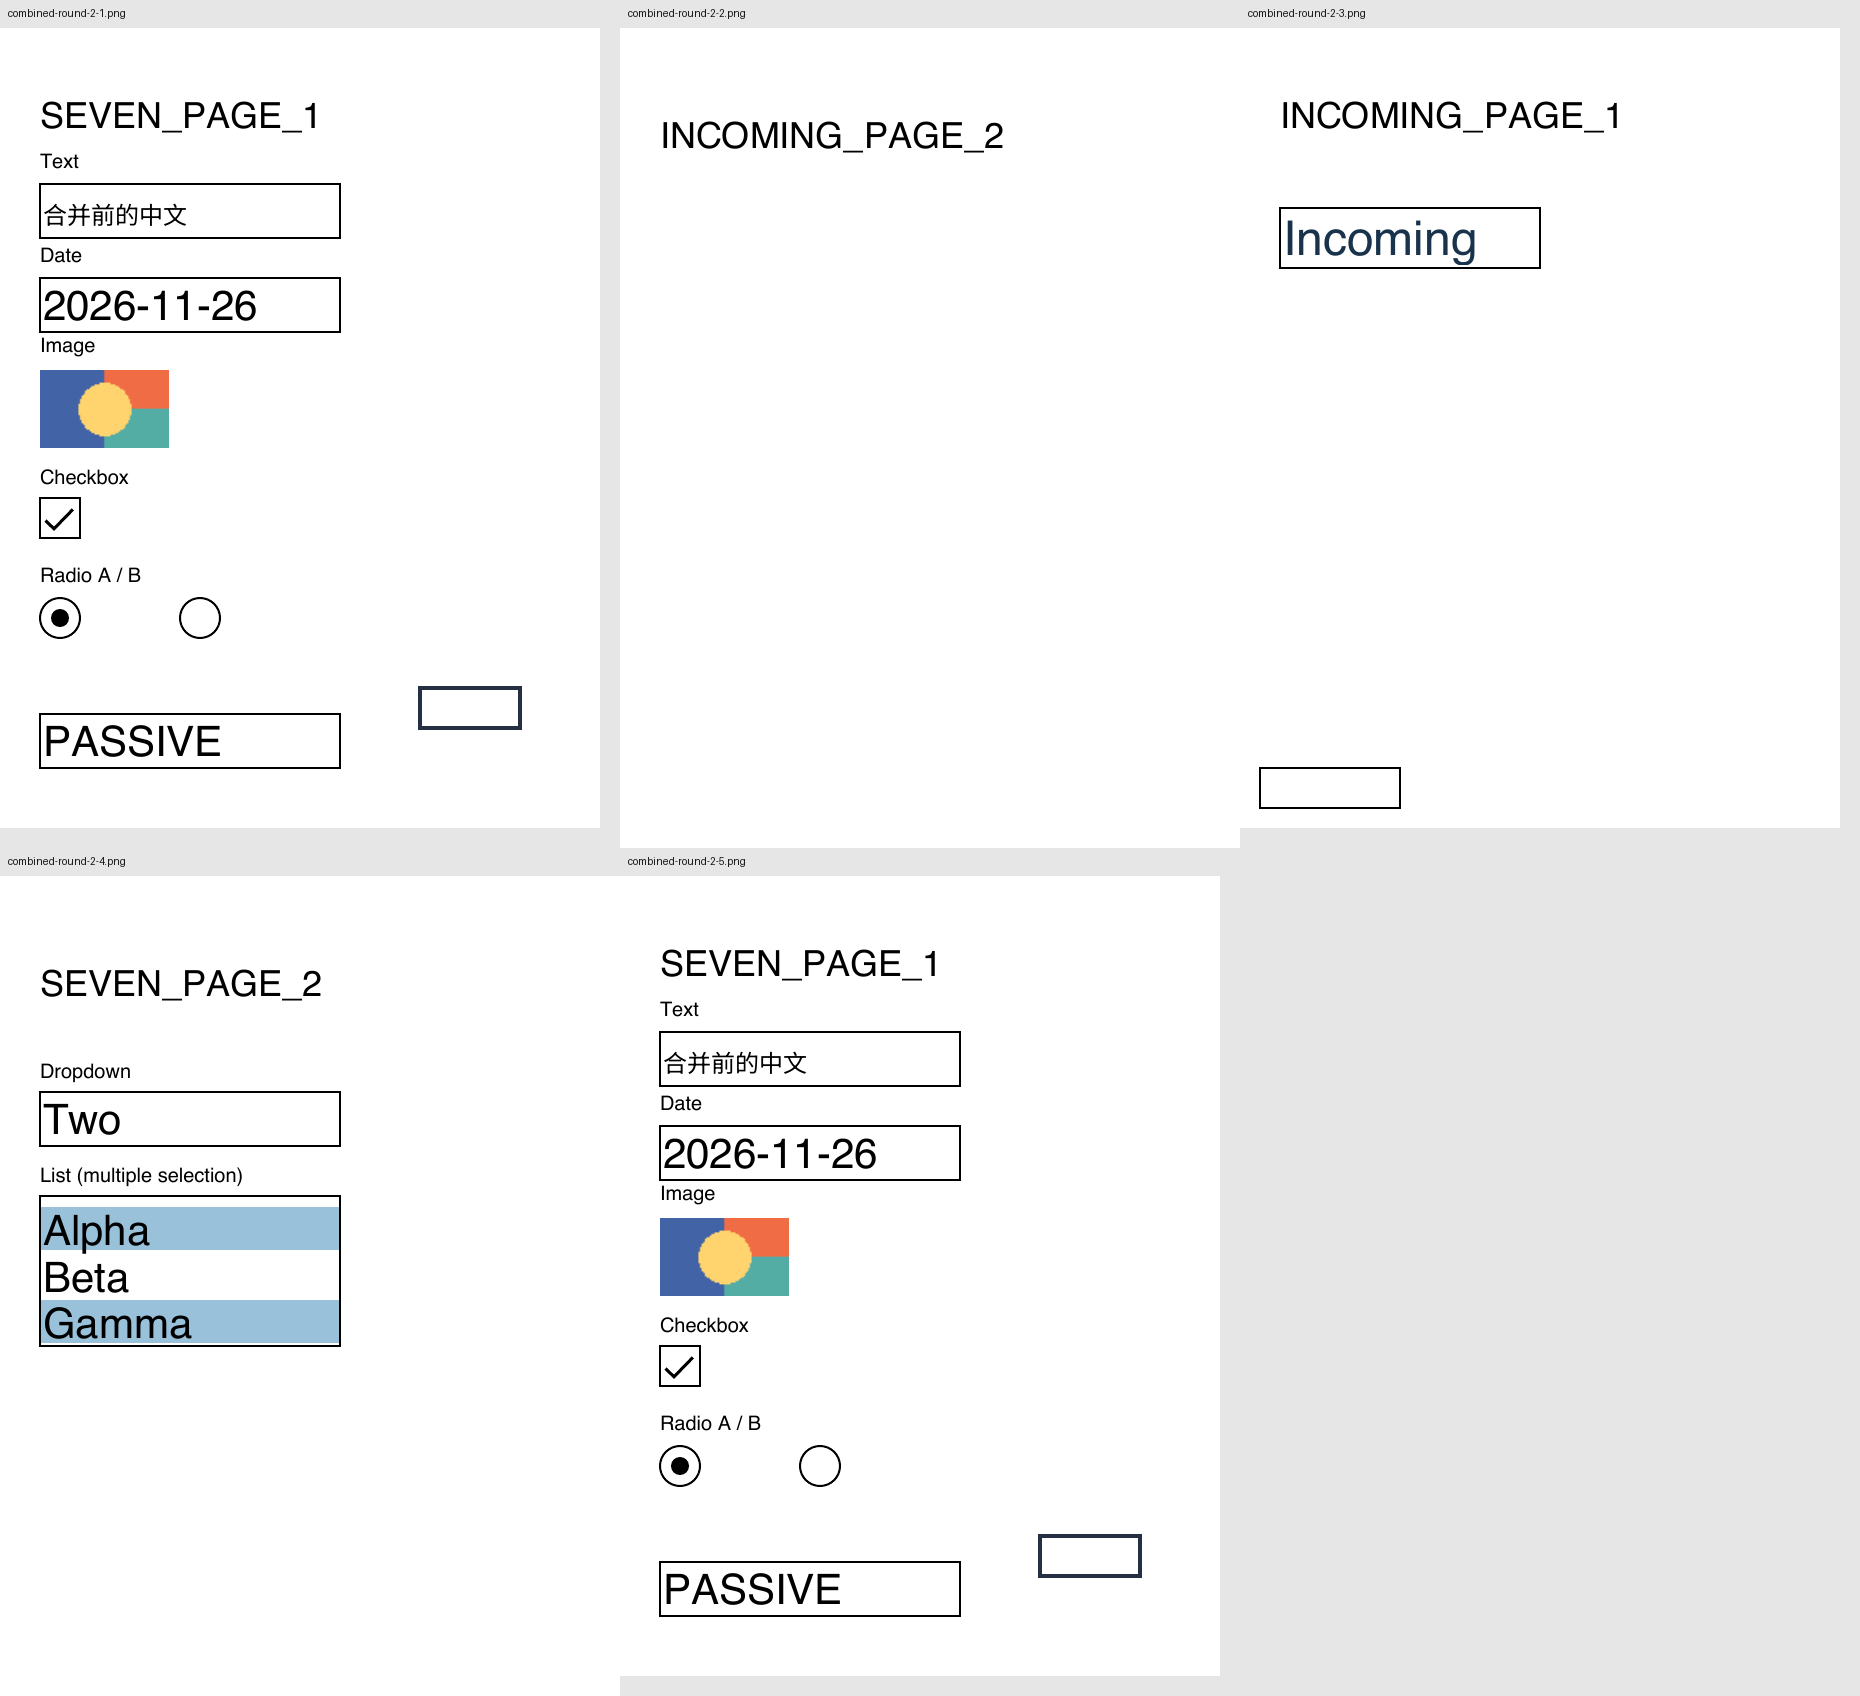 combined-round-2-1.png
SEVEN_PAGE_1
Text
合并前的中文
Date
2026-11-26
Image
Checkbox
Radio A / B
PASSIVE
combined-round-2-2.png
INCOMING_PAGE_2
combined-round-2-3.png
INCOMING_PAGE_1
Incoming
combined-round-2-4.png
SEVEN_PAGE_2
Dropdown
Two
List (multiple selection)
Alpha
Beta
Gamma
combined-round-2-5.png
SEVEN_PAGE_1
Text
合并前的中文
Date
2026-11-26
Image
Checkbox
Radio A / B
PASSIVE